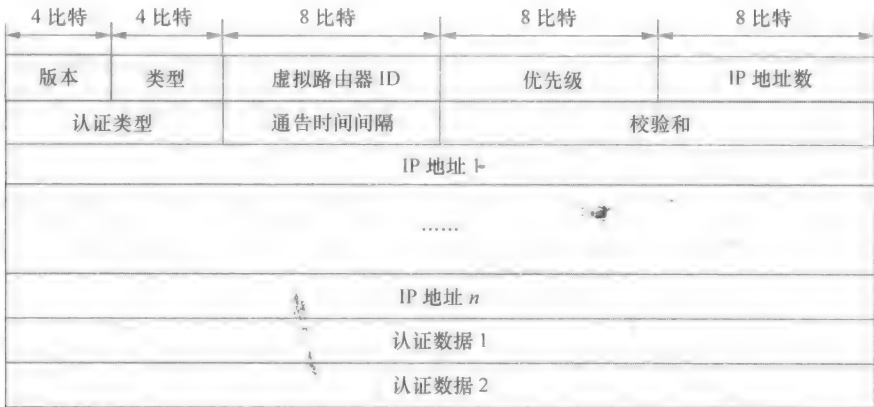 4 比特 4 比特 8 比特 8 比特 8 比特
版本 类型 虚拟路由器 ID 优先级 IP 地址数
认证类型 通告时间间隔 校验和
IP 地址 1
……
IP 地址 n
认证数据 1
认证数据 2